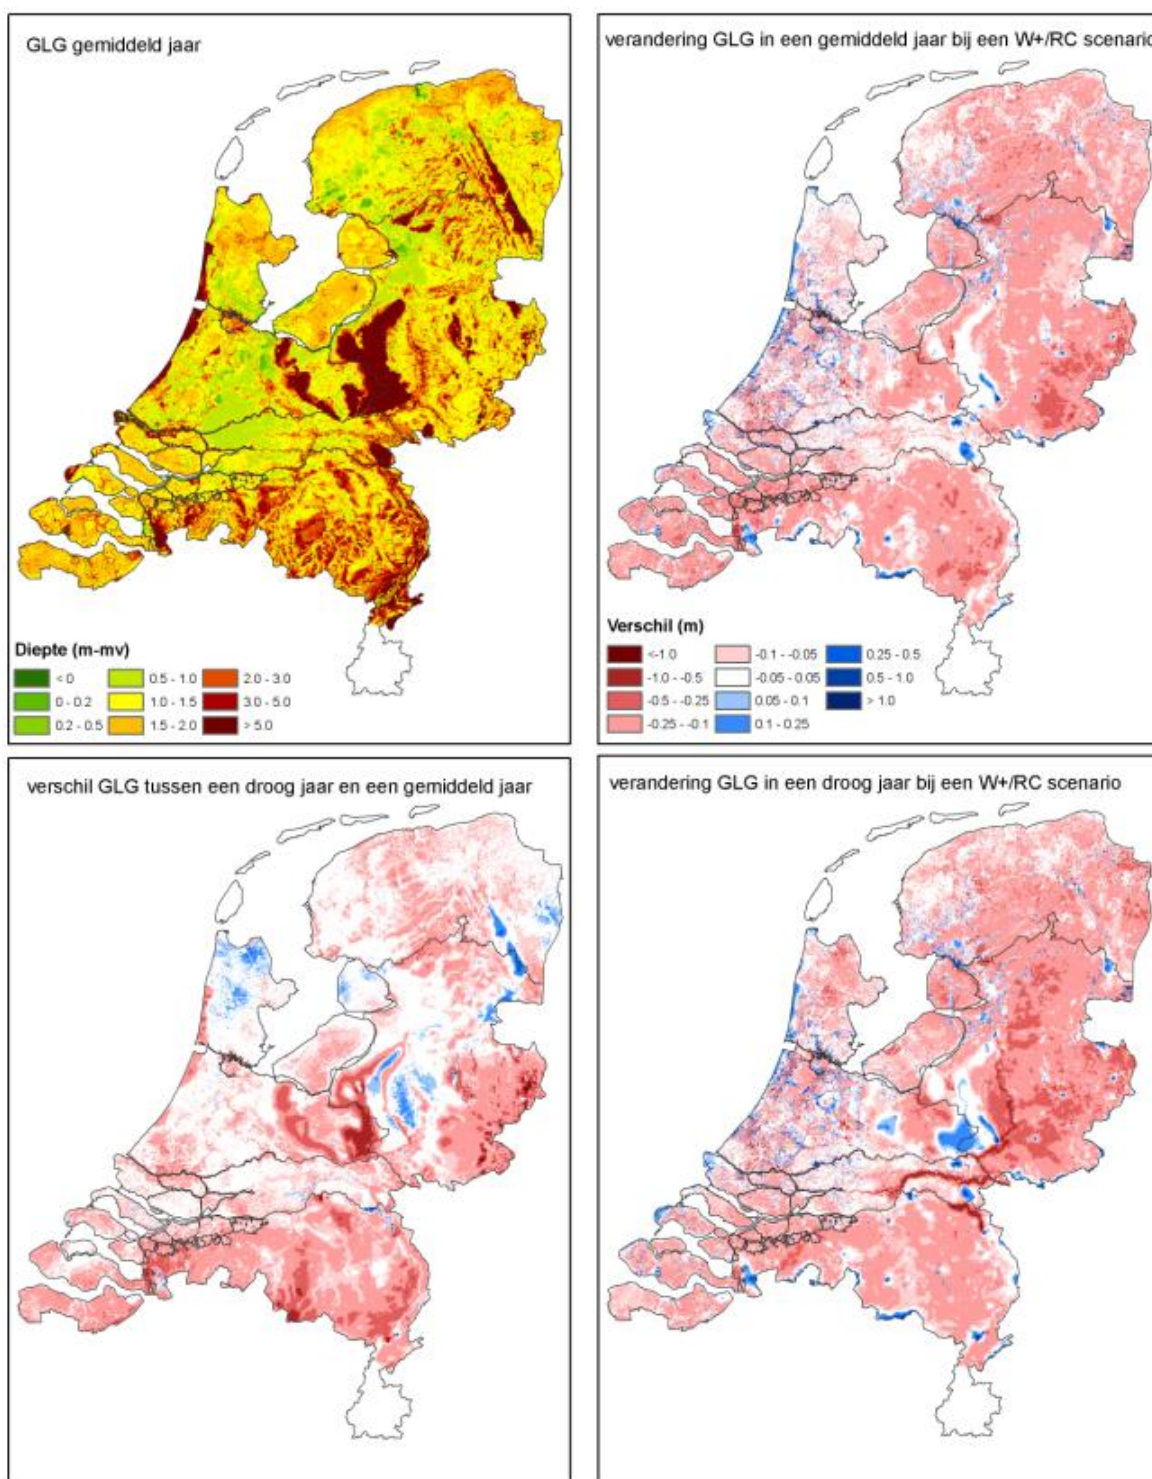 GLG gemiddeld jaar
verandering GLG in een gemiddeld jaar bij een W+/RC scenario
Diepte (m-mv)
< 0
0 - 0.2
0.2 - 0.5
0.5 - 1.0
1.0 - 1.5
1.5 - 2.0
2.0 - 3.0
3.0 - 5.0
> 5.0
Verschil (m)
<-1.0
-1.0 - -0.5
-0.5 - -0.25
-0.25 - -0.1
-0.1 - -0.05
-0.05 - 0.05
0.05 - 0.1
0.1 - 0.25
0.25 - 0.5
0.5 - 1.0
> 1.0
verschil GLG tussen een droog jaar en een gemiddeld jaar
verandering GLG in een droog jaar bij een W+/RC scenario